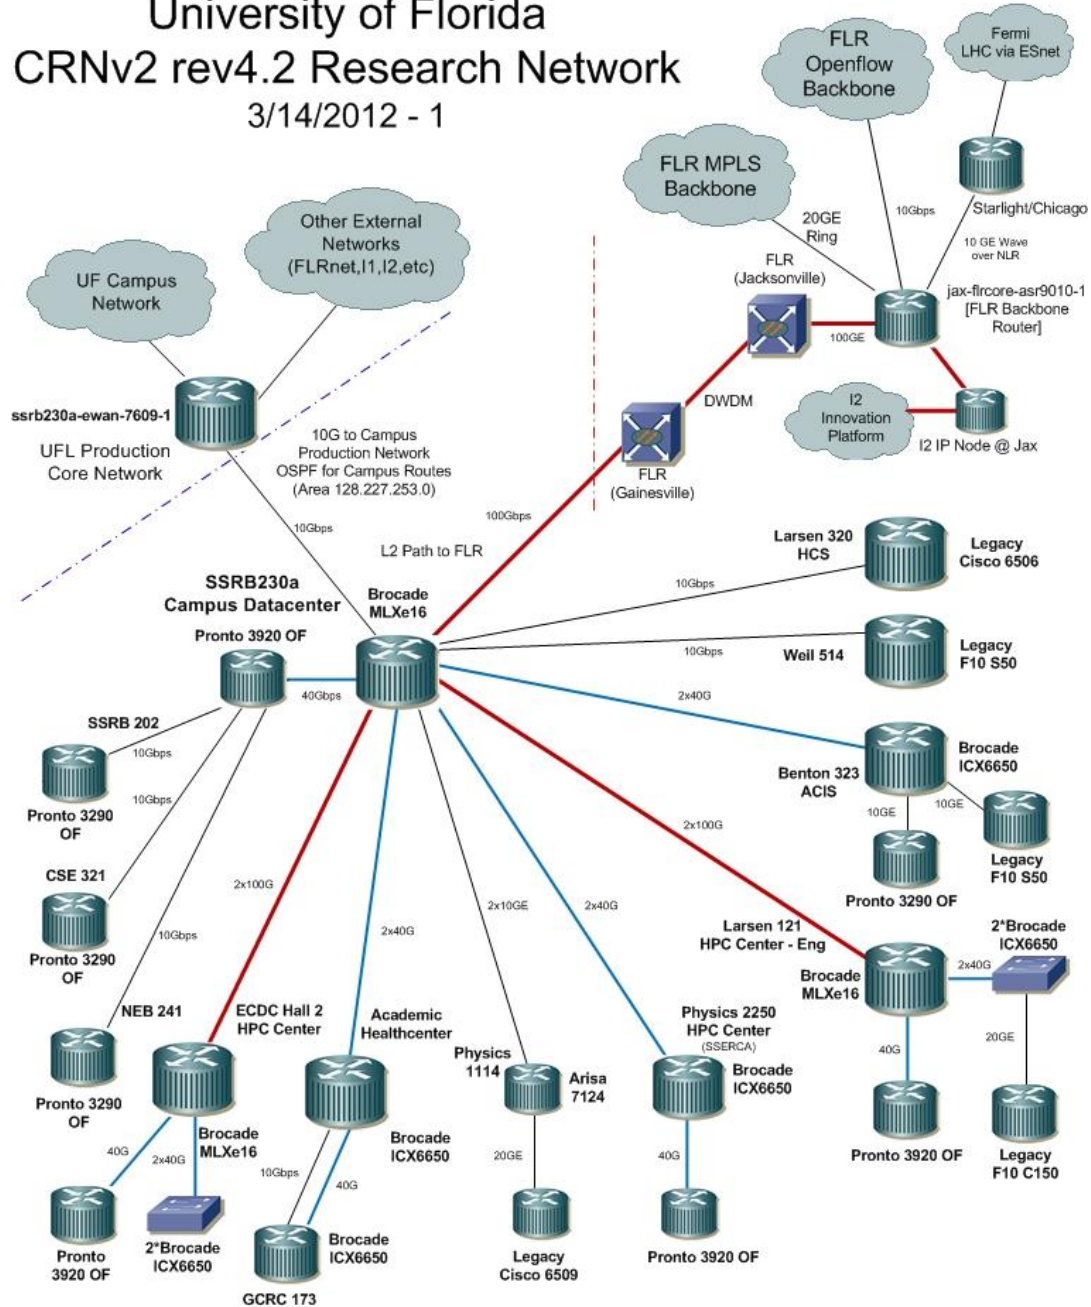 University of Florida
CRNv2 rev4.2 Research Network
3/14/2012 - 1
FLR
Openflow
Backbone
Fermi
LHC via ESnet
FLR MPLS
Backbone
20GE
Ring
10Gbps
Starlight/Chicago
10 GE Wave
over NLR
Other External
Networks
(FLRnet,I1,I2,etc)
UF Campus
Network
FLR
(Jacksonville)
jax-flrcore-asr9010-1
[FLR Backbone
Router]
100GE
DWDM
I2
Innovation
Platform
I2 IP Node @ Jax
ssrb230a-ewan-7609-1
UFL Production
Core Network
10G to Campus
Production Network
OSPF for Campus Routes
(Area 128.227.253.0)
FLR
(Gainesville)
10Gbps
100Gbps
L2 Path to FLR
Larsen 320
HCS
Legacy
Cisco 6506
10Gbps
SSRB230a
Campus Datacenter
Brocade
MLXe16
Pronto 3920 OF
40Gbps
10Gbps
Weil 514
Legacy
F10 S50
2x40G
SSRB 202
10Gbps
Pronto 3290
OF
Benton 323
ACIS
Brocade
ICX6650
10GE
10GE
Legacy
F10 S50
Pronto 3290 OF
10Gbps
CSE 321
Pronto 3290
OF
2x100G
2x100G
2x40G
2x10GE
2x40G
10Gbps
Larsen 121
HPC Center - Eng
Brocade
MLXe16
2*Brocade
ICX6650
2x40G
NEB 241
Pronto 3290
OF
ECDC Hall 2
HPC Center
Academic
Healthcenter
Physics
1114
Arisa
7124
Physics 2250
HPC Center
(SSERCA)
Brocade
ICX6650
40G
20GE
Brocade
MLXe16
Brocade
ICX6650
40G
2x40G
10Gbps
40G
20GE
40G
Pronto 3920 OF
Legacy
F10 C150
Pronto
3920 OF
2*Brocade
ICX6650
Brocade
ICX6650
GCRC 173
Legacy
Cisco 6509
Pronto 3920 OF